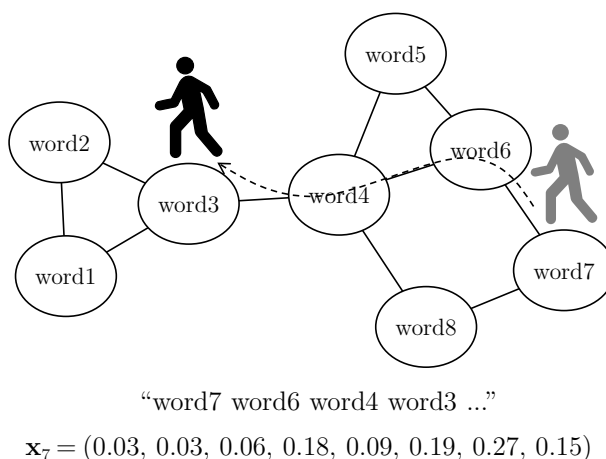 word5
word2
word6
word4
word3
word7
word1
word8
“word7 word6 word4 word3 ...”
x₇ = (0.03, 0.03, 0.06, 0.18, 0.09, 0.19, 0.27, 0.15)